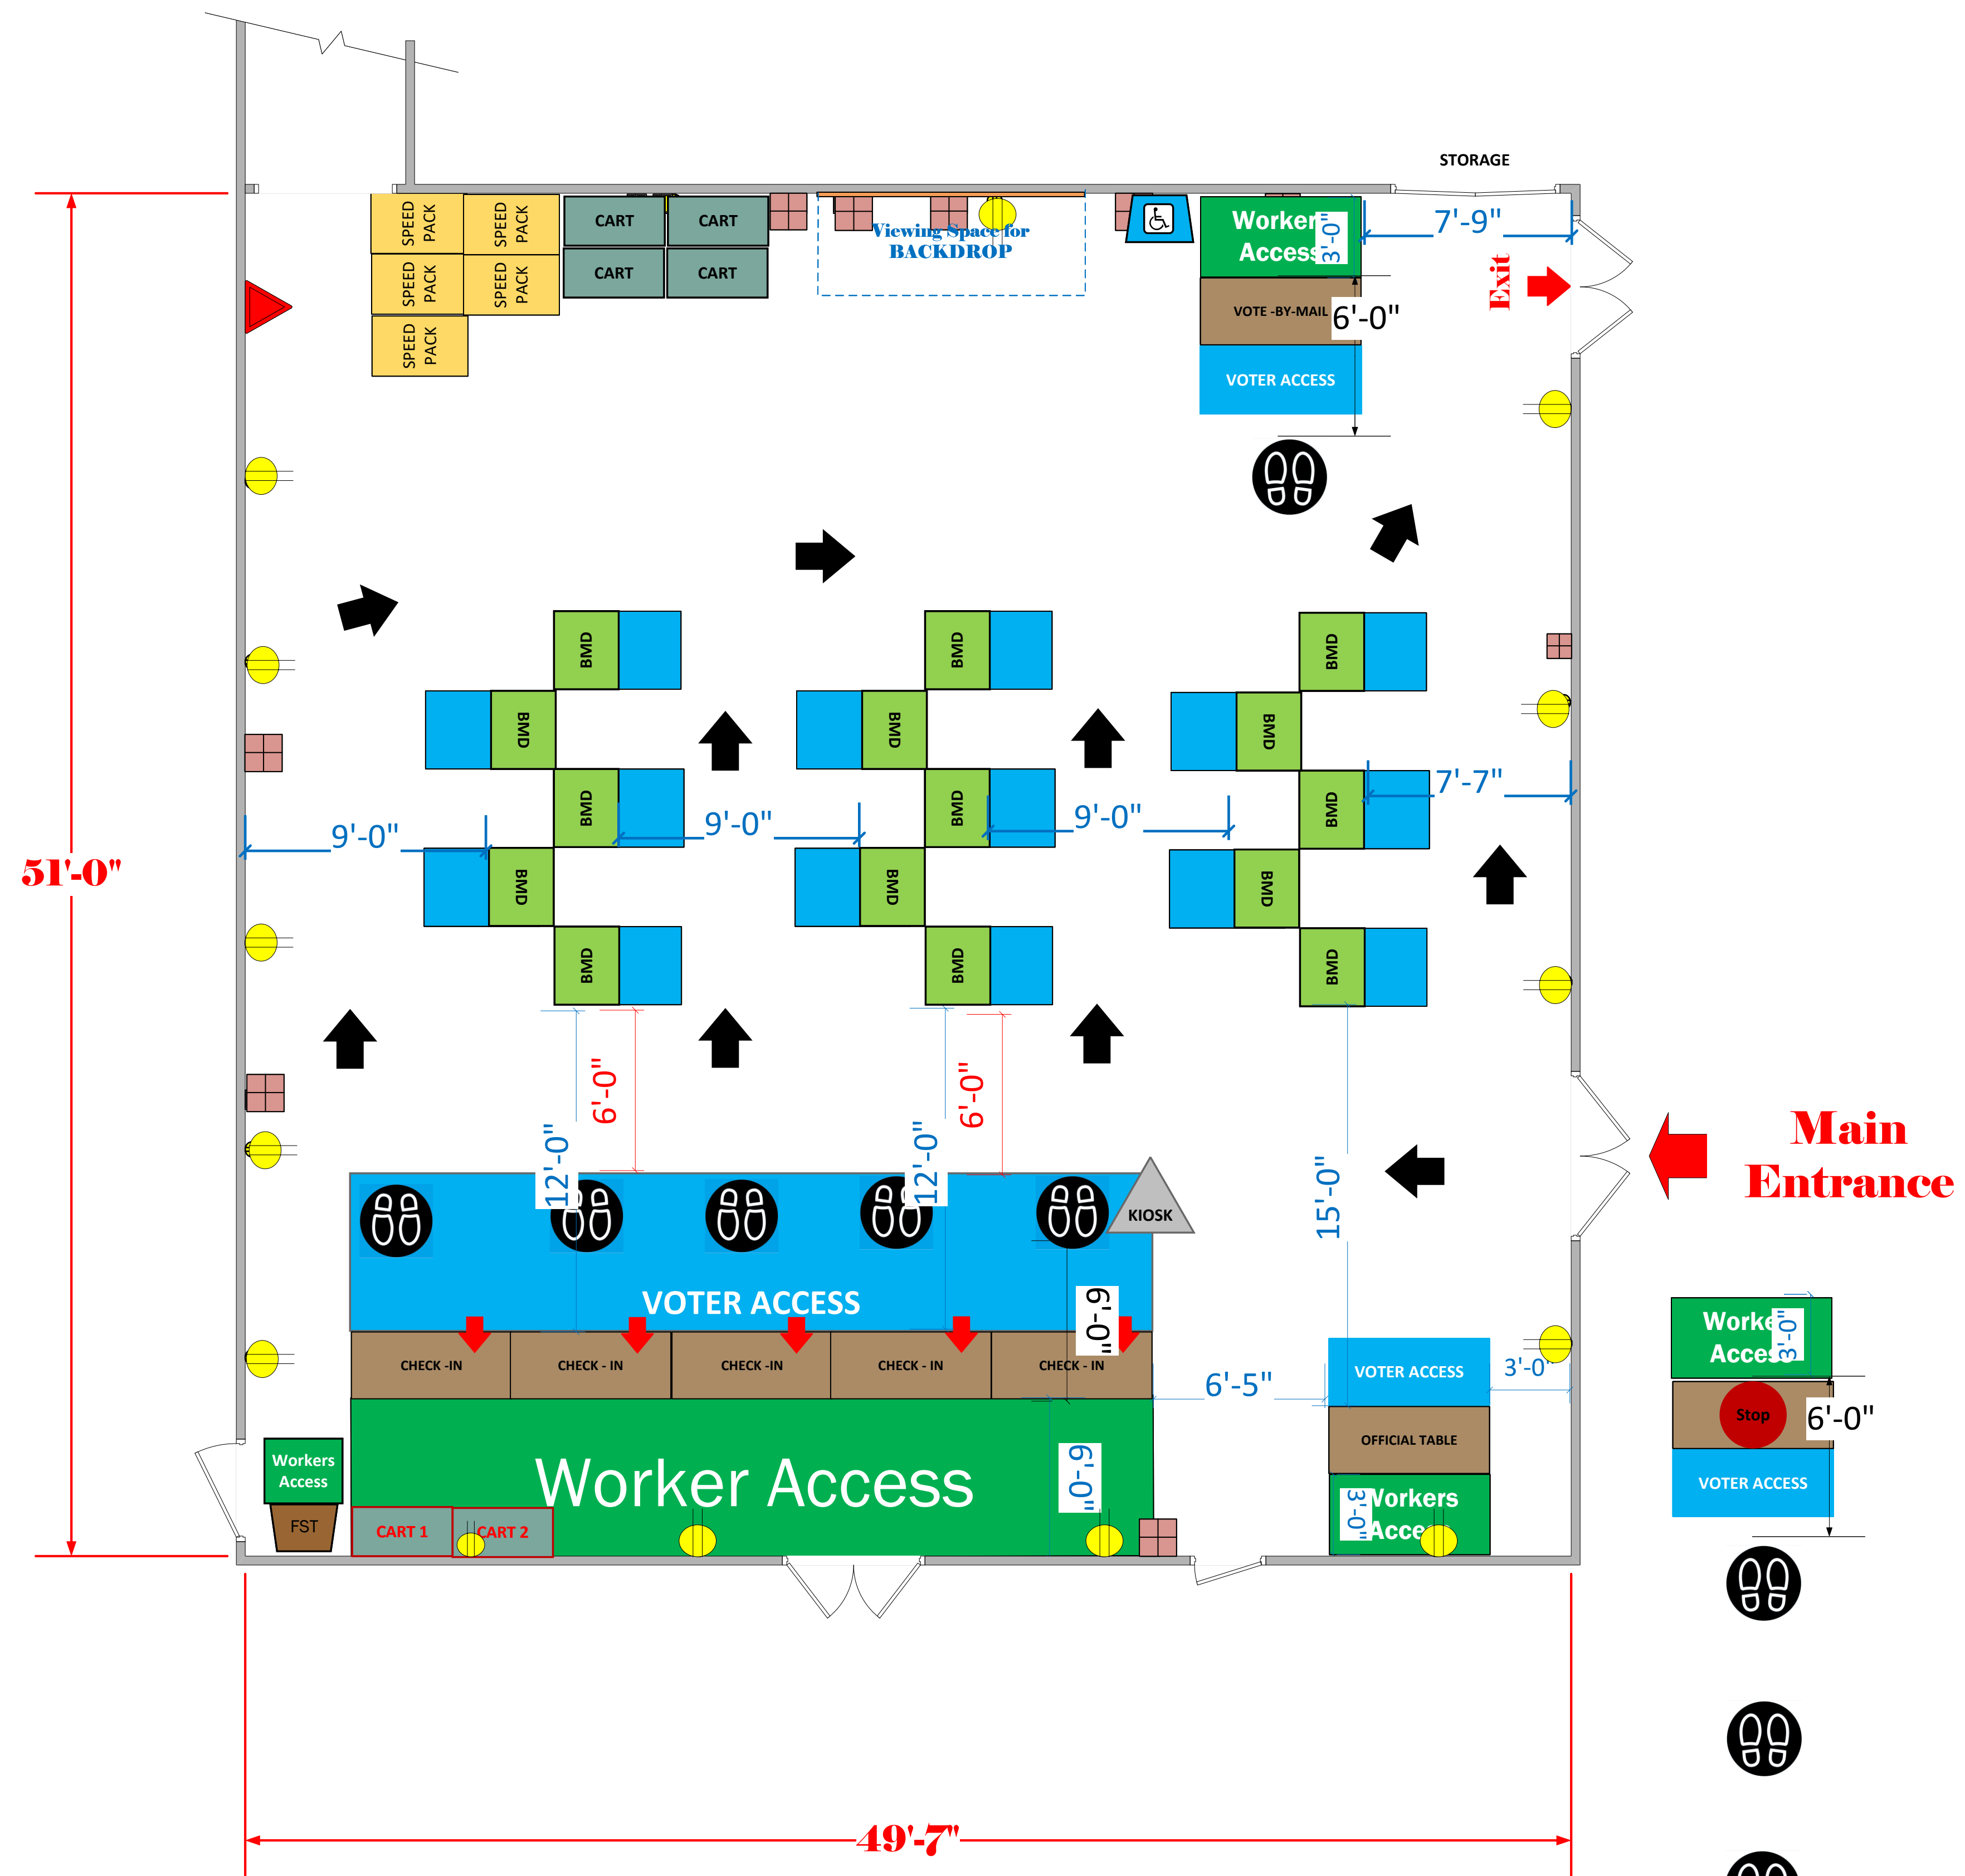 STORAGE
SPEED
PACK
SPEED
PACK
CART
CART
Viewing Space for
BACKDROP
Workers
Access
3'-0"
7'-9"
SPEED
PACK
SPEED
PACK
CART
CART
Exit
VOTE -BY-MAIL
6'-0"
SPEED
PACK
VOTER ACCESS
BMD
BMD
BMD
BMD
BMD
BMD
BMD
BMD
BMD
7'-7"
9'-0"
9'-0"
9'-0"
51'-0"
BMD
BMD
BMD
BMD
BMD
BMD
6'-0"
6'-0"
12'-0"
12'-0"
15'-0"
Main
Entrance
KIOSK
VOTER ACCESS
6'-0"
CHECK -IN
CHECK - IN
CHECK -IN
CHECK - IN
CHECK - IN
6'-5"
VOTER ACCESS
3'-0"
Worker
Access
3'-0"
Stop
6'-0"
VOTER ACCESS
OFFICIAL TABLE
Workers
Access
3'-0"
Workers
Access
FST
Worker Access
6'-0"
CART 1
CART 2
49'-7"